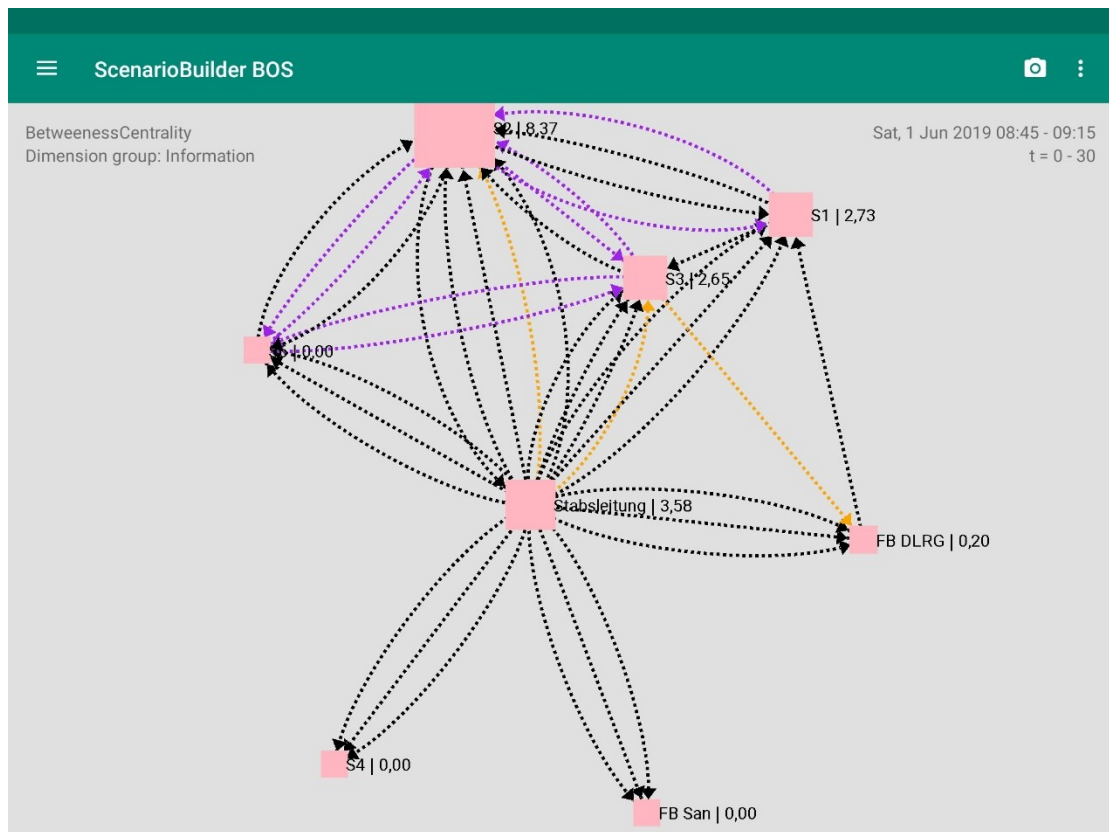 ScenarioBuilder BOS
BetweenessCentrality
Dimension group: Information
Sat, 1 Jun 2019 08:45 - 09:15
t = 0 - 30
S2 | 8,37
S1 | 2,73
S3 | 2,65
| 0,00
Stabsleitung | 3,58
FB DLRG | 0,20
S4 | 0,00
FB San | 0,00